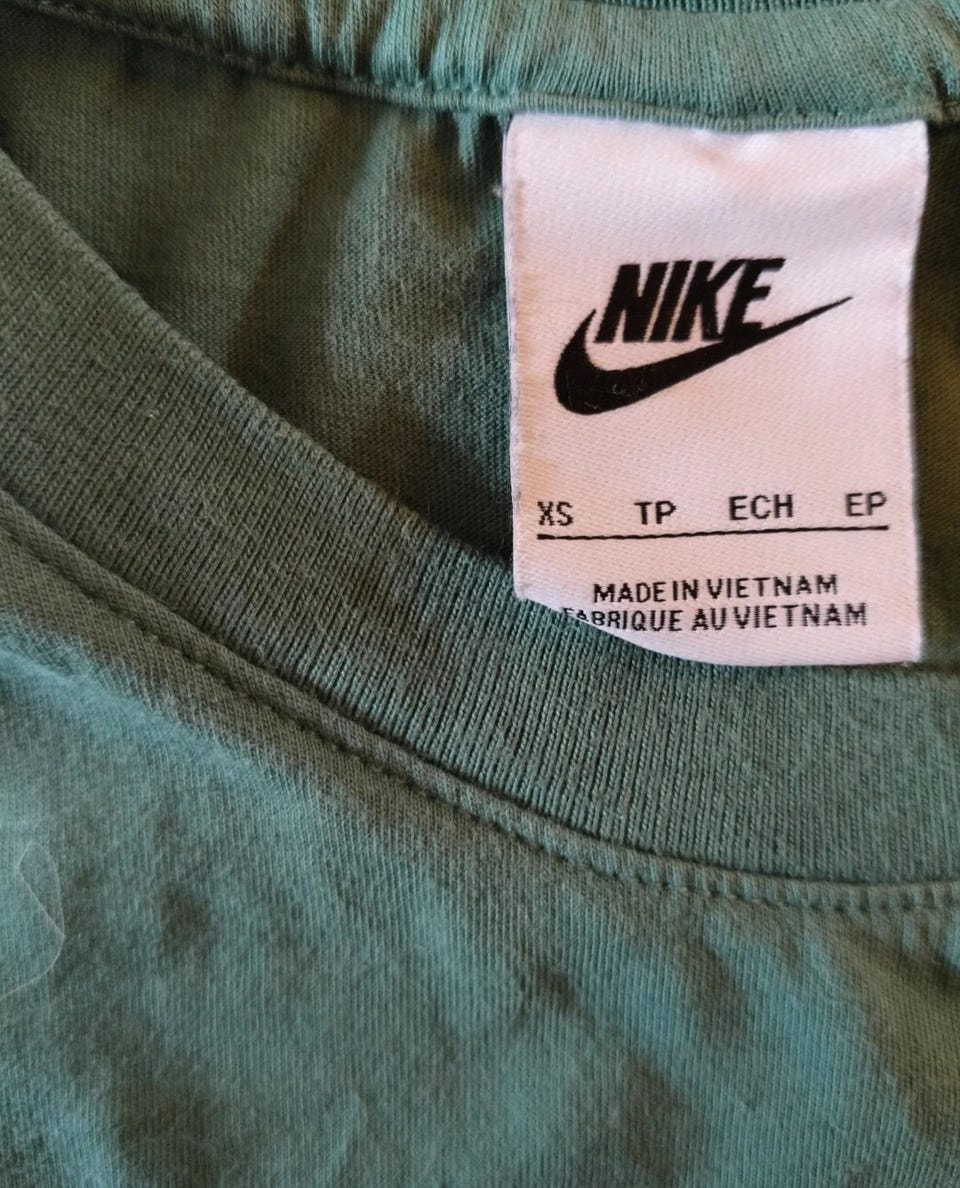 NIKE
XS TP ECH EP
MADE IN VIETNAM
FABRIQUE AU VIETNAM